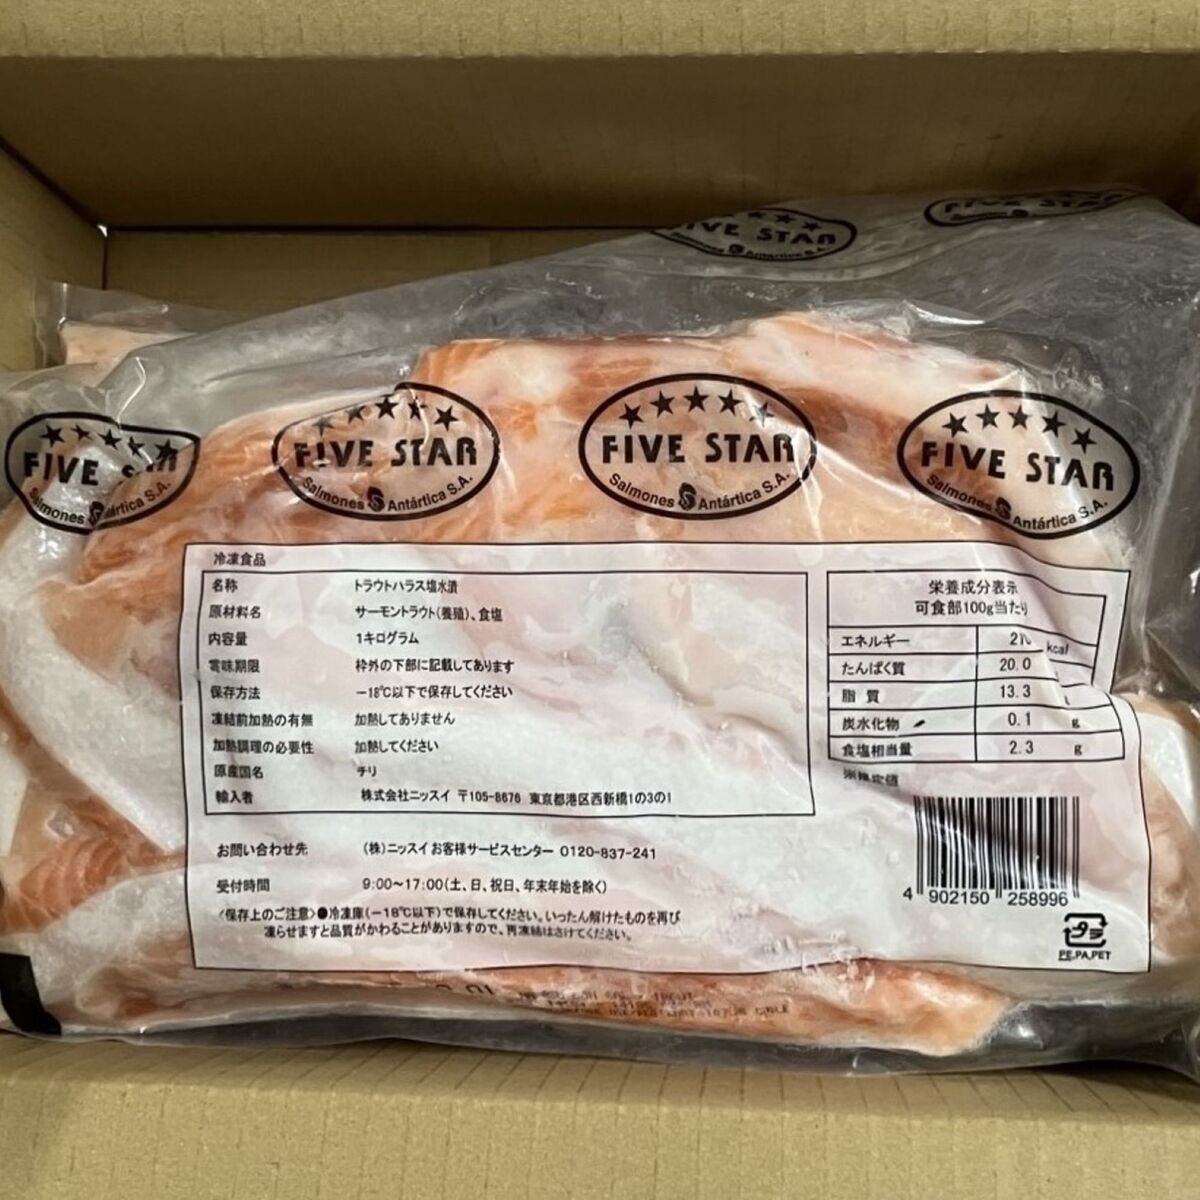 FIVE STAR
FIVE STAR
FIVE STAR
Salmones Antártica S.A.
FIVE STAR
Salmones Antártica S.A.
FIVE STAR
Salmones Antártica S.A.
FIVE STAR
Salmones Antártica S.A.
冷凍食品
名称 トラウトハラス塩水漬
原材料名 サーモントラウト(養殖)、食塩
内容量 1キログラム
賞味期限 枠外の下部に記載してあります
保存方法 −18℃以下で保存してください
凍結前加熱の有無 加熱してありません
加熱調理の必要性 加熱してください
原産国名 チリ
輸入者 株式会社ニッスイ 〒105-8676 東京都港区西新橋1の3の1
お問い合わせ先 (株)ニッスイ お客様サービスセンター 0120-837-241
受付時間 9:00〜17:00(土、日、祝日、年末年始を除く)
〈保存上のご注意〉●冷凍庫(−18℃以下)で保存してください。いったん解けたものを再び
凍らせますと品質がかわることがありますので、再凍結はさけてください。
栄養成分表示
可食部100g当たり
エネルギー kcal
たんぱく質 20.0
脂質 13.3
炭水化物 0.1 g
食塩相当量 2.3 g
※推定値
4 902150 258996
プラ
PE,PA,PET